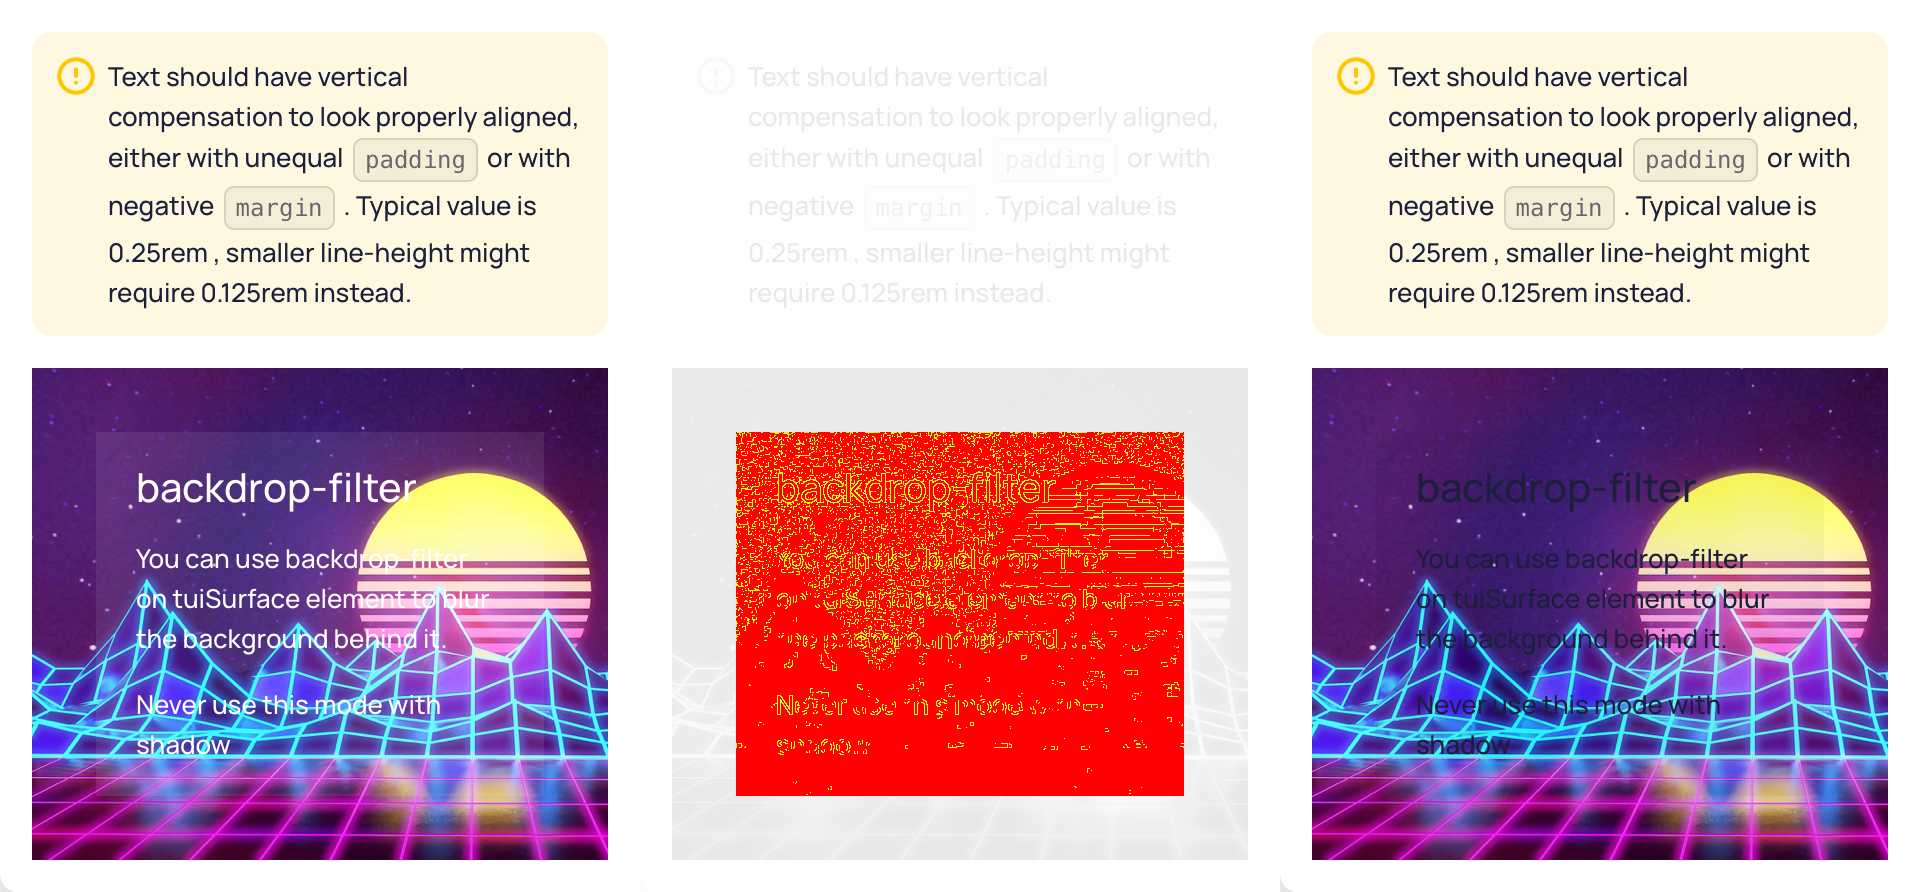 Text should have vertical
compensation to look properly aligned,
either with unequal padding or with
negative margin . Typical value is
0.25rem , smaller line-height might
require 0.125rem instead.
backdrop-filter
You can use backdrop-filter
on tuiSurface element to blur
the background behind it.
Never use this mode with
shadow
Text should have vertical
compensation to look properly aligned,
either with unequal padding or with
negative margin . Typical value is
0.25rem , smaller line-height might
require 0.125rem instead.
backdrop-filter
Text should have vertical
compensation to look properly aligned,
either with unequal padding or with
negative margin . Typical value is
0.25rem , smaller line-height might
require 0.125rem instead.
backdrop-filter
You can use backdrop-filter
on tuiSurface element to blur
the background behind it.
Never use this mode with
shadow